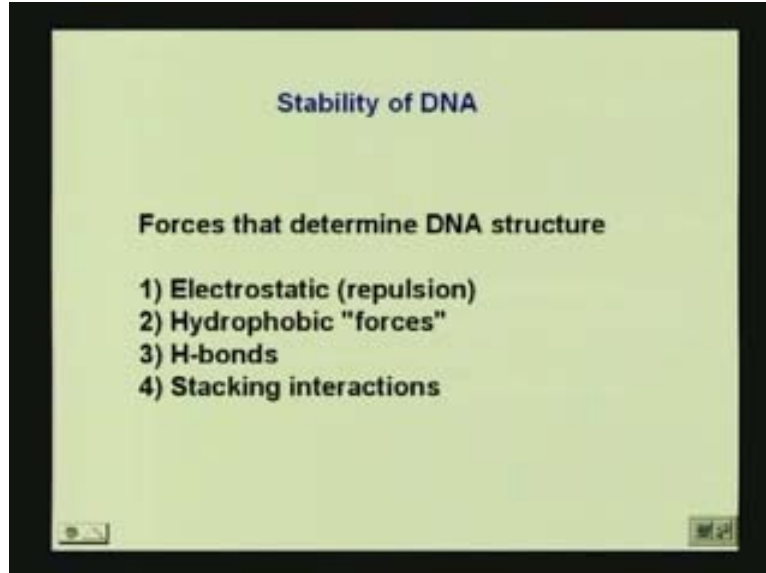 Stability of DNA
Forces that determine DNA structure
1) Electrostatic (repulsion)
2) Hydrophobic "forces"
3) H-bonds
4) Stacking interactions